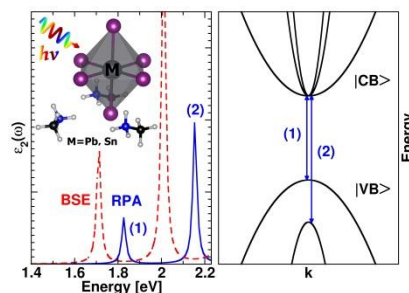 hν
M
M=Pb, Sn
BSE
RPA
(1)
(2)
ε₂(ω)
1.4 1.6 1.8 2 2.2
Energy [eV]
|CB>
(1)
(2)
|VB>
k
Energy